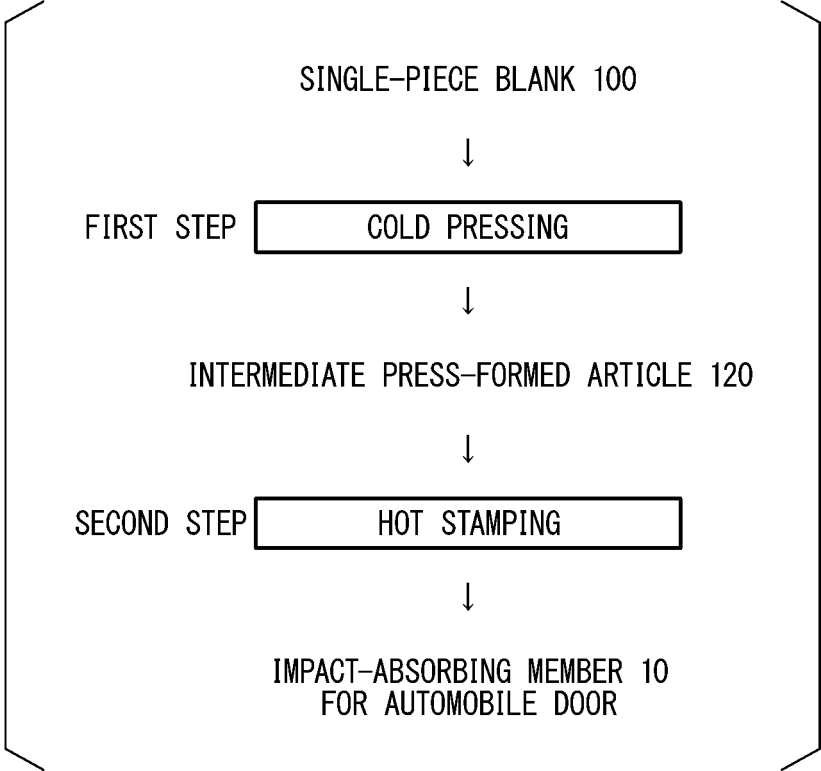 SINGLE-PIECE BLANK 100
↓
FIRST STEP COLD PRESSING
↓
INTERMEDIATE PRESS-FORMED ARTICLE 120
↓
SECOND STEP HOT STAMPING
↓
IMPACT-ABSORBING MEMBER 10
FOR AUTOMOBILE DOOR